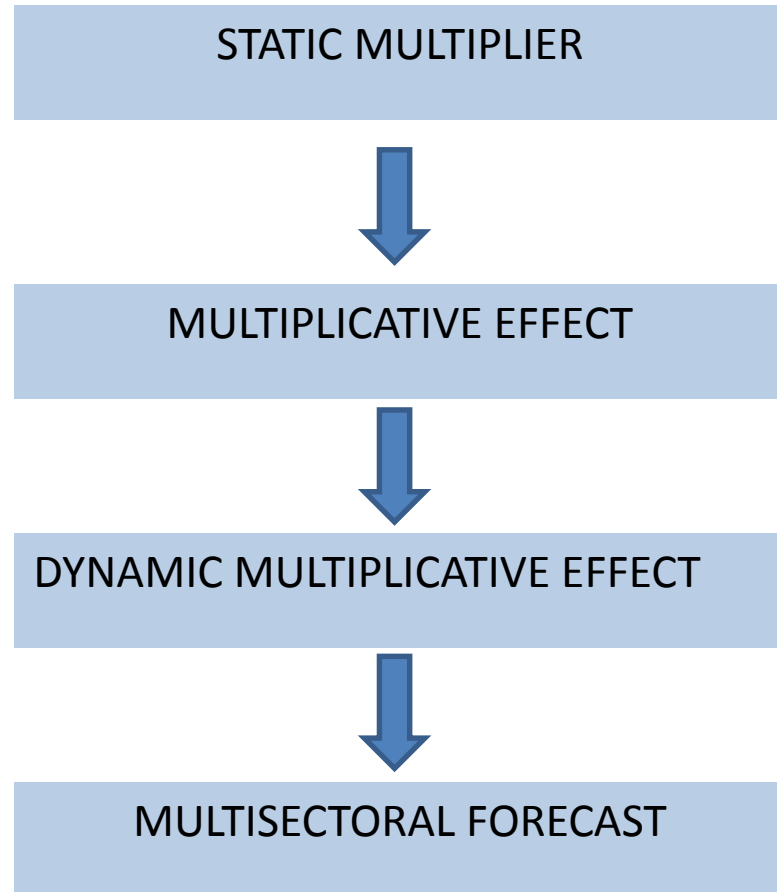 STATIC MULTIPLIER
MULTIPLICATIVE EFFECT
DYNAMIC MULTIPLICATIVE EFFECT
MULTISECTORAL FORECAST